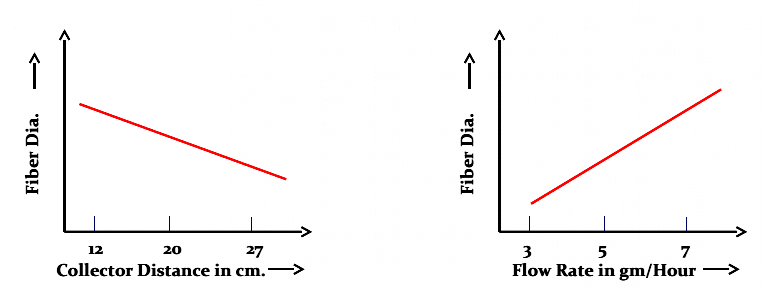 Fiber Dia.
12 20 27
Collector Distance in cm.
Fiber Dia.
3 5 7
Flow Rate in gm/Hour